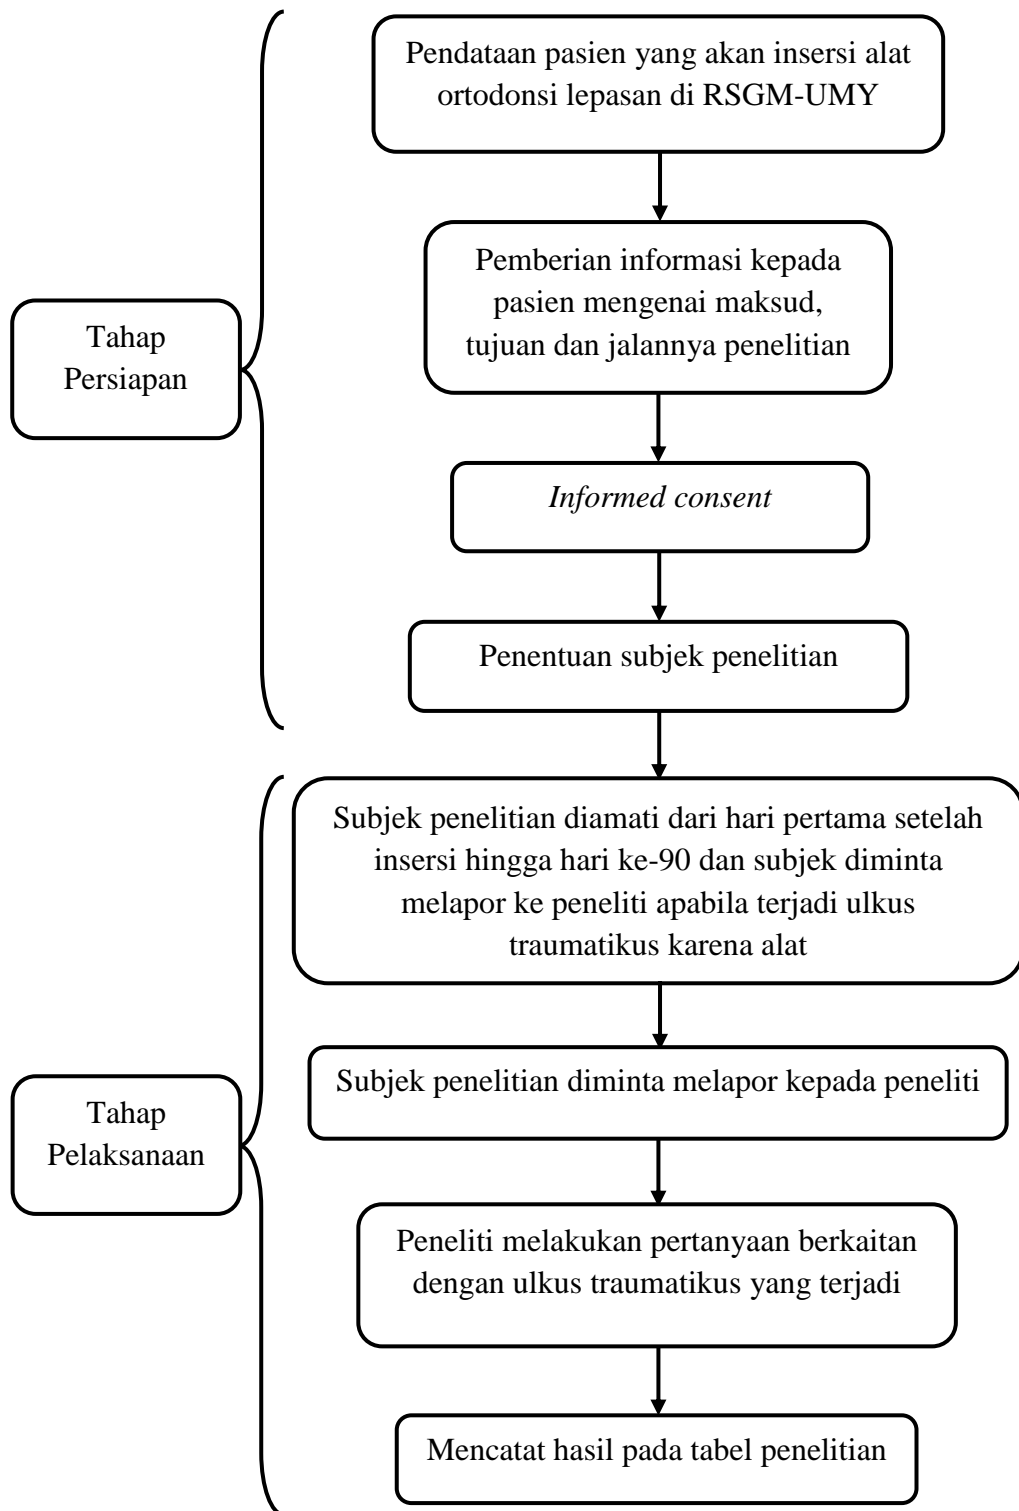 Pendataan pasien yang akan insersi alat
ortodonsi lepasan di RSGM-UMY
Pemberian informasi kepada
pasien mengenai maksud,
tujuan dan jalannya penelitian
Tahap
Persiapan
Informed consent
Penentuan subjek penelitian
Subjek penelitian diamati dari hari pertama setelah
insersi hingga hari ke-90 dan subjek diminta
melapor ke peneliti apabila terjadi ulkus
traumatikus karena alat
Subjek penelitian diminta melapor kepada peneliti
Tahap
Pelaksanaan
Peneliti melakukan pertanyaan berkaitan
dengan ulkus traumatikus yang terjadi
Mencatat hasil pada tabel penelitian